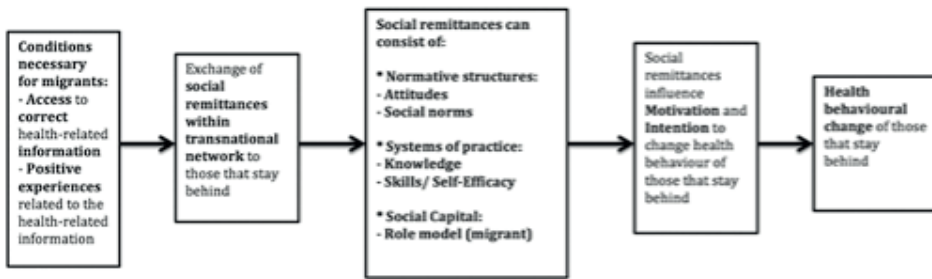 Conditions
necessary
for migrants:
- Access to
correct
health-related
information
- Positive
experiences
related to the
health-related
information
Exchange of
social
remittances
within
transnational
network to
those that stay
behind
Social remittances can
consist of:
* Normative structures:
- Attitudes
- Social norms
* Systems of practice:
- Knowledge
- Skills/ Self-Efficacy
* Social Capital:
- Role model (migrant)
Social
remittances
influence
Motivation and
Intention to
change health
behaviour of
those that stay
behind
Health
behavioural
change of those
that stay
behind